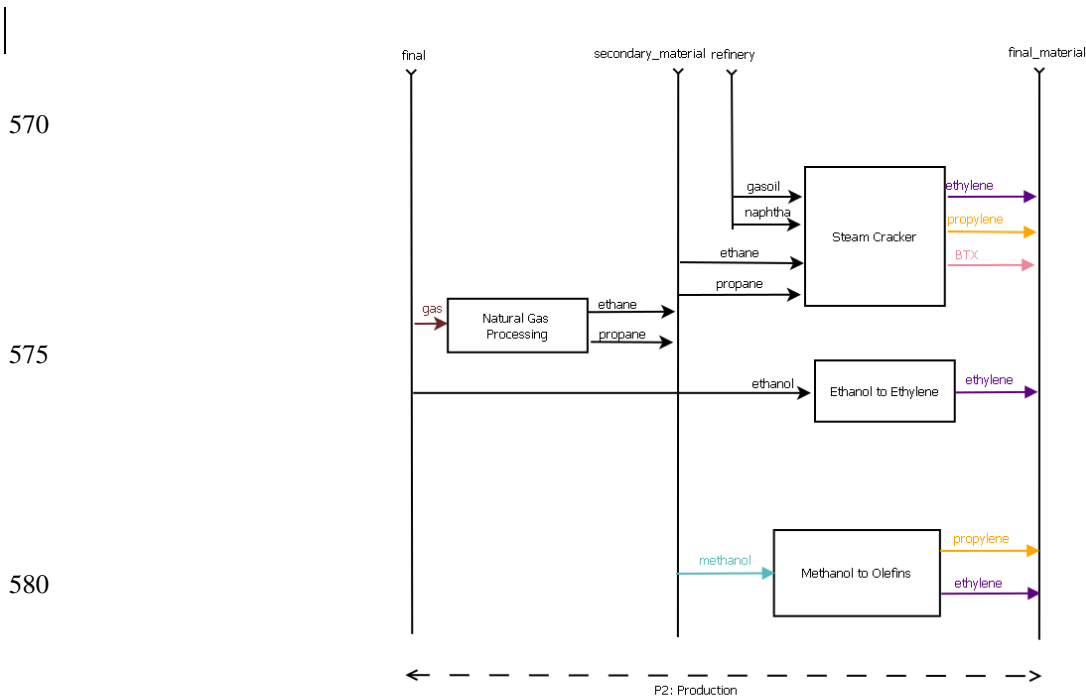 final
secondary_material
refinery
final_material
570
gasoil
ethylene
naphtha
propylene
Steam Cracker
ethane
BTX
propane
gas
ethane
Natural Gas
Processing
propane
575
ethanol
Ethanol to Ethylene
ethylene
propylene
methanol
Methanol to Olefins
580
ethylene
P2: Production